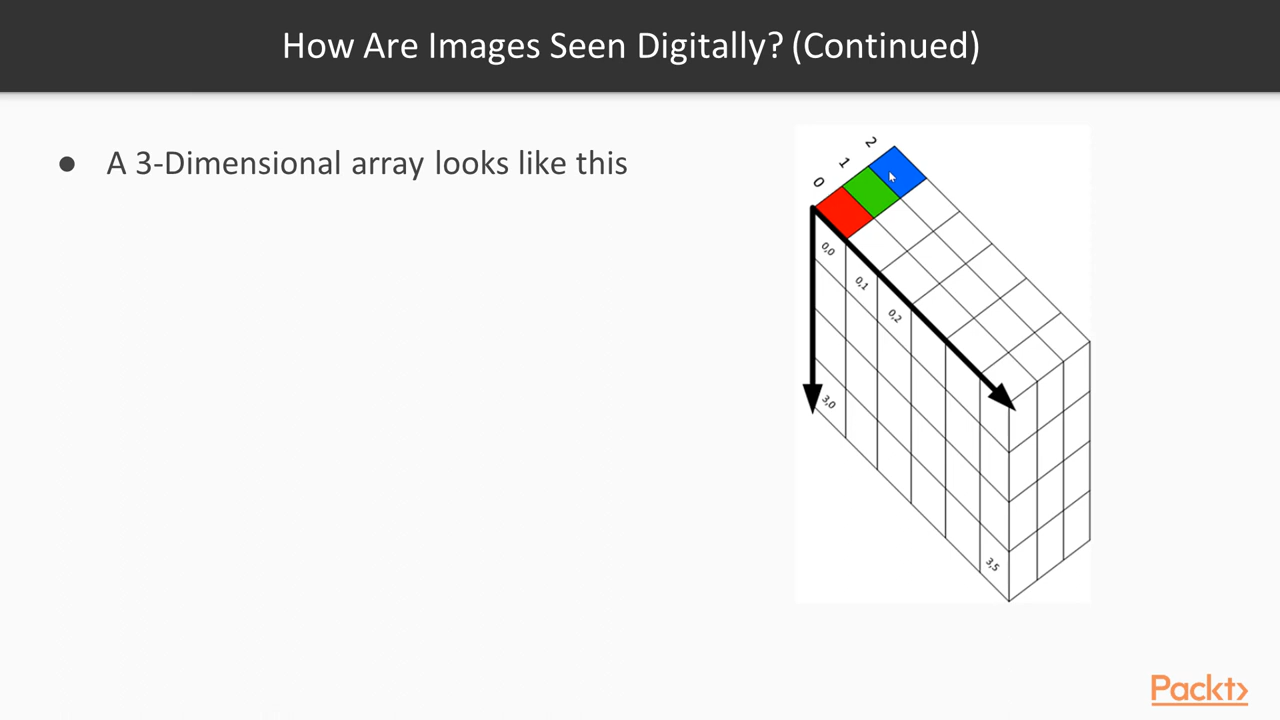 How Are Images Seen Digitally? (Continued)
● A 3-Dimensional array looks like this
2
1
0
0,0
0,1
0,2
3,0
3,5
Packt>